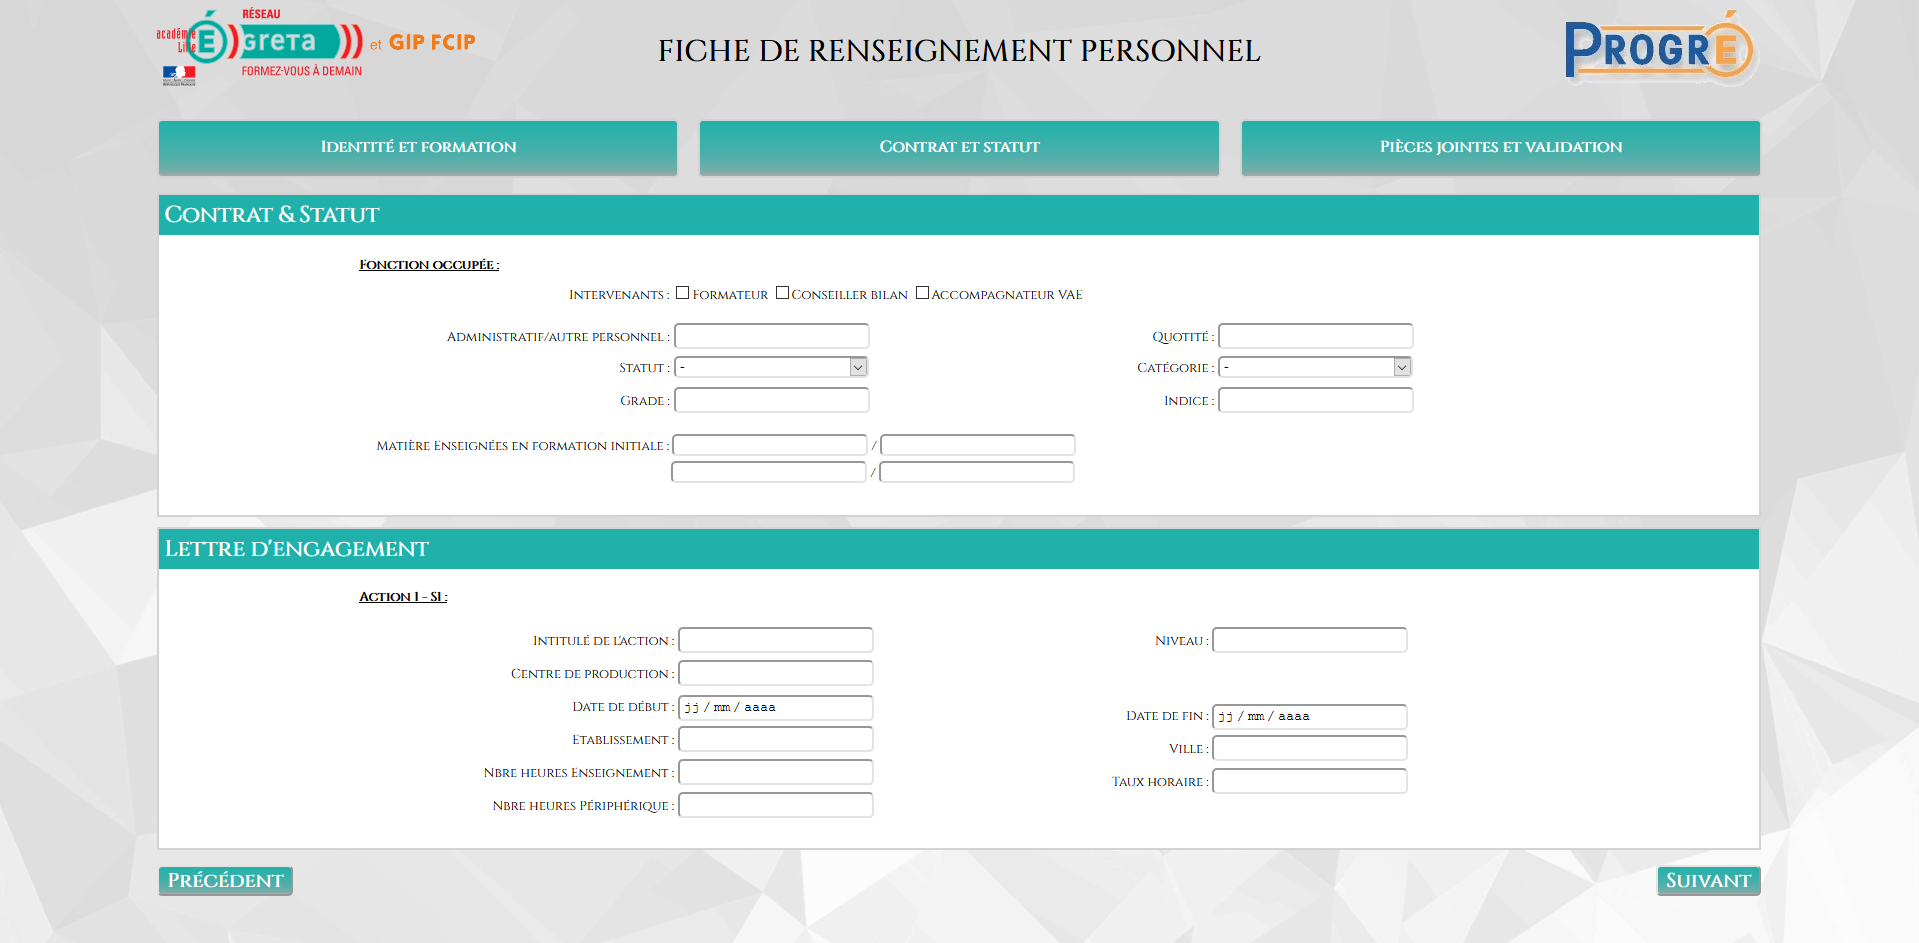 RÉSEAU
académie
Lille
É GRETA et GIP FCIP
FORMEZ-VOUS À DEMAIN
FICHE DE RENSEIGNEMENT PERSONNEL
PROGRÉ
Identité et formation
Contrat et statut
Pièces jointes et validation
Contrat & Statut
Fonction occupée :
Intervenants : Formateur Conseiller bilan Accompagnateur VAE
Administratif/autre personnel : Quotité :
Statut : - Catégorie : -
Grade : Indice :
Matière Enseignées en formation initiale : /
/
Lettre d'engagement
Action 1 - S1 :
Intitulé de l'action : Niveau :
Centre de production :
Date de début : jj / mm / aaaa Date de fin : jj / mm / aaaa
Etablissement : Ville :
Nbre heures Enseignement : Taux horaire :
Nbre heures Périphérique :
Précédent
Suivant